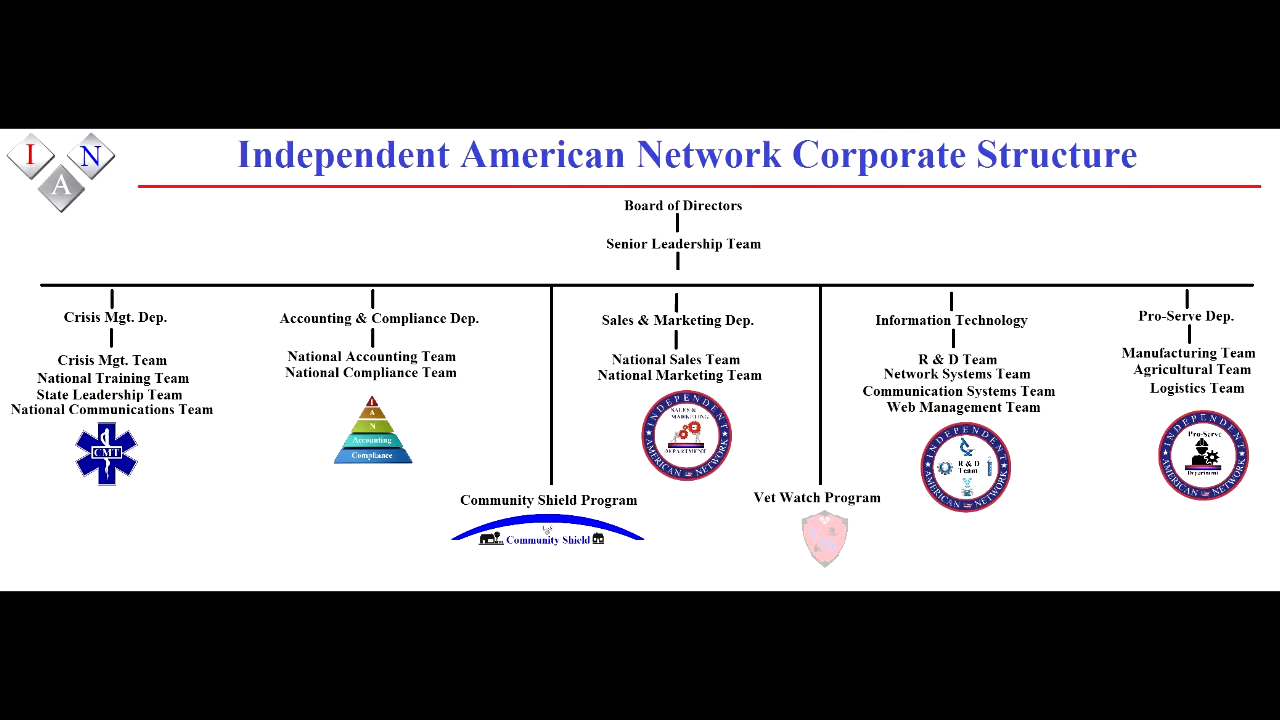 I N
A
Independent American Network Corporate Structure
Board of Directors
Senior Leadership Team
Crisis Mgt. Dep.
Crisis Mgt. Team
National Training Team
State Leadership Team
National Communications Team
CMT
Accounting & Compliance Dep.
National Accounting Team
National Compliance Team
I
A
N
Accounting
Compliance
Community Shield Program
Community Shield
Sales & Marketing Dep.
National Sales Team
National Marketing Team
INDEPENDENT
SALES &
MARKETING
DEPARTMENT
AMERICAN NETWORK
Vet Watch Program
Information Technology
R & D Team
Network Systems Team
Communication Systems Team
Web Management Team
INDEPENDENT
R & D
Team
AMERICAN NETWORK
Pro-Serve Dep.
Manufacturing Team
Agricultural Team
Logistics Team
INDEPENDENT
Pro-Serve
Department
AMERICAN NETWORK